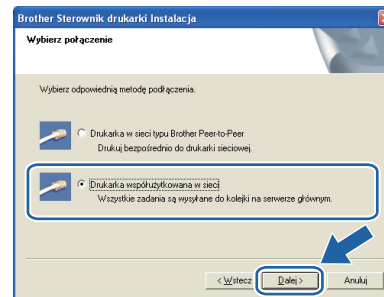 Brother Sterownik drukarki Instalacja
Wybierz połączenie
Wybierz odpowiednią metodę podłączenia.
Drukarka w sieci typu Brother Peer-to-Peer
Drukuj bezpośrednio do drukarki sieciowej.
Drukarka współużytkowana w sieci
Wszystkie zadania są wysyłane do kolejki na serwerze głównym.
< Wstecz Dalej > Anuluj